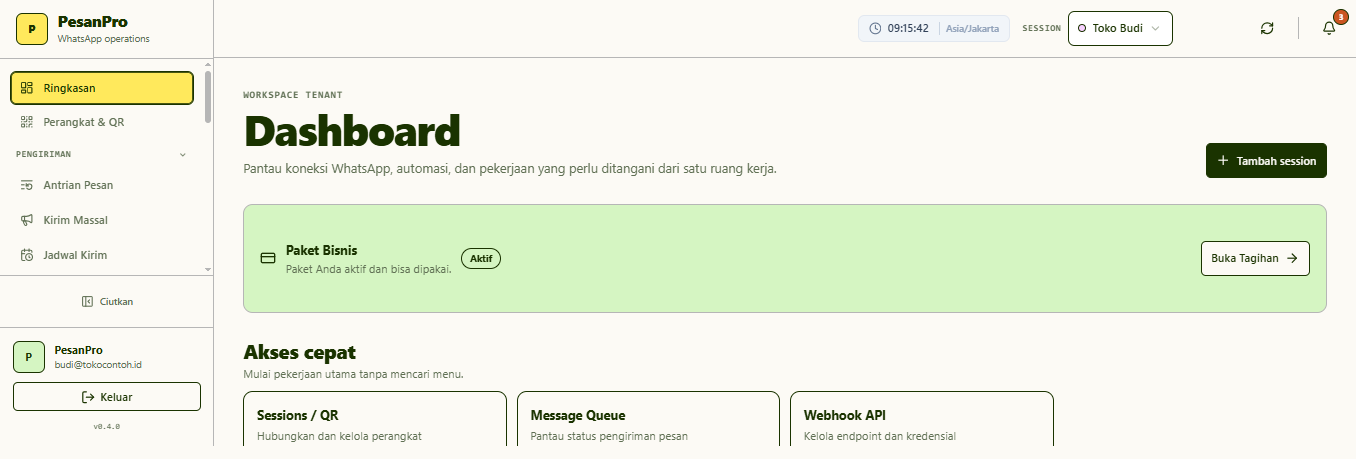 P
PesanPro
WhatsApp operations
Ringkasan
Perangkat & QR
PENGIRIMAN
Antrian Pesan
Kirim Massal
Jadwal Kirim
Ciutkan
P
PesanPro
budi@tokocontoh.id
Keluar
v0.4.0
09:15:42 Asia/Jakarta
SESSION
Toko Budi
3
WORKSPACE TENANT
Dashboard
Pantau koneksi WhatsApp, automasi, dan pekerjaan yang perlu ditangani dari satu ruang kerja.
Tambah session
Paket Bisnis
Paket Anda aktif dan bisa dipakai.
Aktif
Buka Tagihan
Akses cepat
Mulai pekerjaan utama tanpa mencari menu.
Sessions / QR
Hubungkan dan kelola perangkat
Message Queue
Pantau status pengiriman pesan
Webhook API
Kelola endpoint dan kredensial